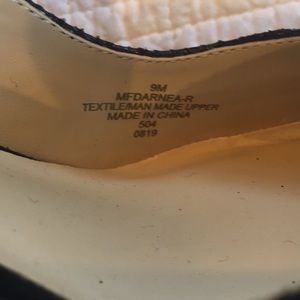 9M
MFDARNEA-R
TEXTILE/MAN MADE UPPER
MADE IN CHINA
504
0819